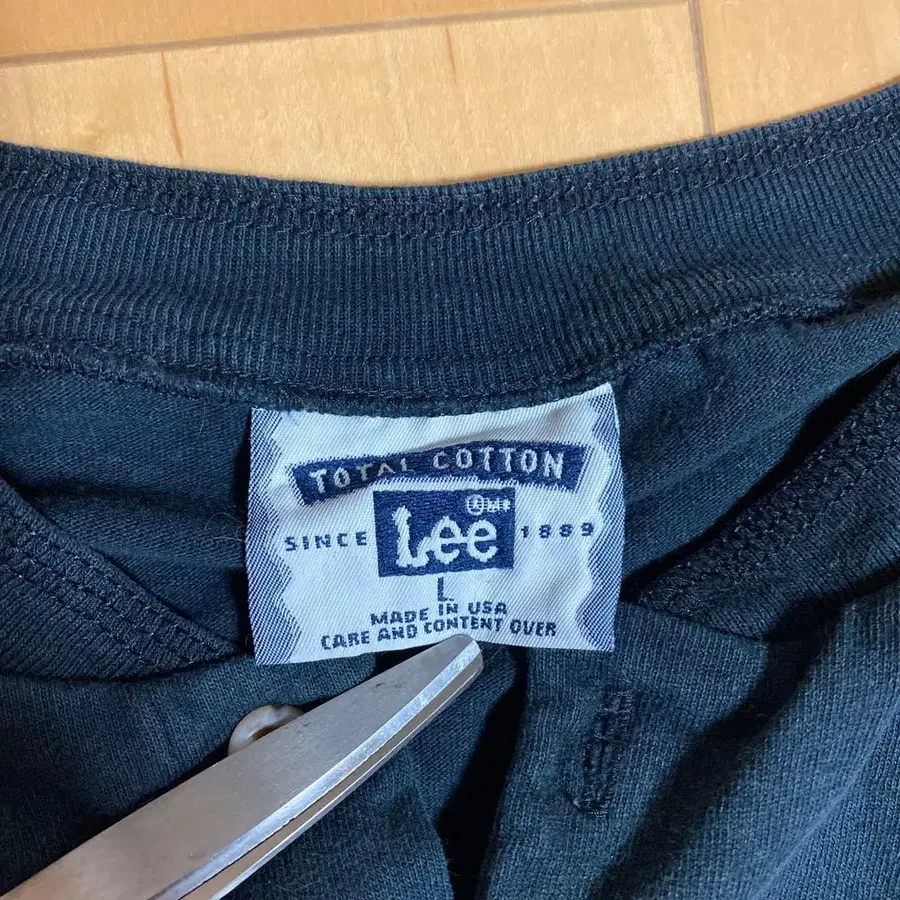 TOTAL COTTON
SINCE Lee 1889
L
MADE IN USA
CARE AND CONTENT OVER